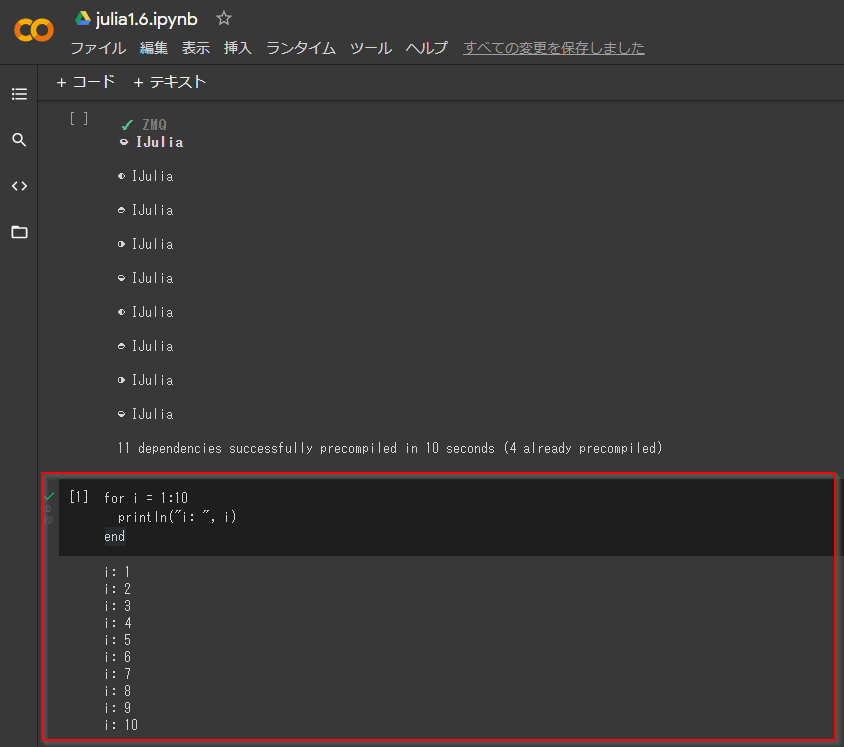 julia1.6.ipynb
ファイル 編集 表示 挿入 ランタイム ツール ヘルプ すべての変更を保存しました
+ コード + テキスト
[ ]
✓ ZMQ
◒ IJulia
◐ IJulia
◓ IJulia
◑ IJulia
◒ IJulia
◐ IJulia
◓ IJulia
◑ IJulia
◒ IJulia
11 dependencies successfully precompiled in 10 seconds (4 already precompiled)
[1] for i = 1:10
println("i: ", i)
end
i: 1
i: 2
i: 3
i: 4
i: 5
i: 6
i: 7
i: 8
i: 9
i: 10